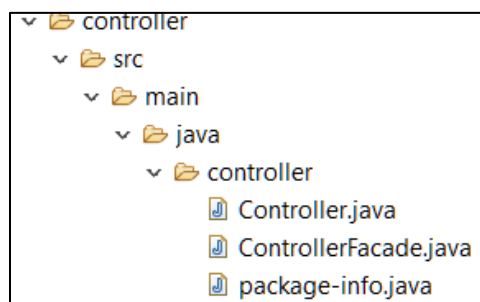 controller
src
main
java
controller
Controller.java
ControllerFacade.java
package-info.java